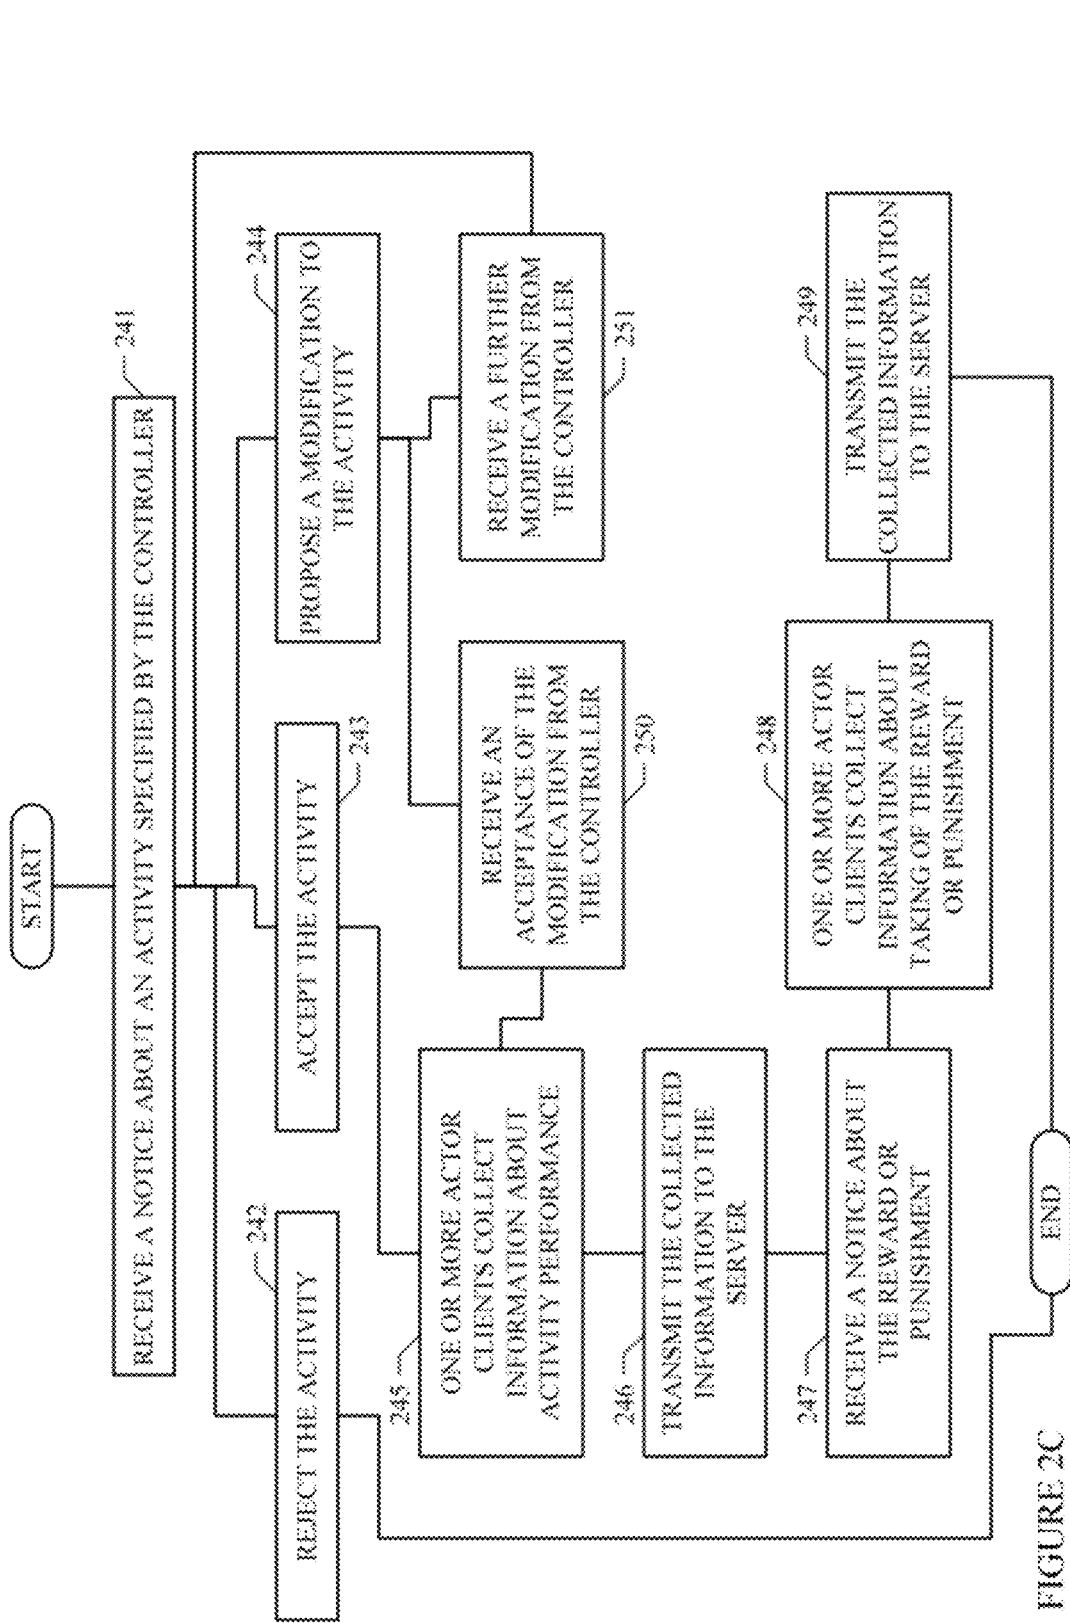 START
RECEIVE A NOTICE ABOUT AN ACTIVITY SPECIFIED BY THE CONTROLLER
241
REJECT THE ACTIVITY
242
ACCEPT THE ACTIVITY
243
PROPOSE A MODIFICATION TO
THE ACTIVITY
244
ONE OR MORE ACTOR
CLIENTS COLLECT
INFORMATION ABOUT
ACTIVITY PERFORMANCE
245
RECEIVE AN
ACCEPTANCE OF THE
MODIFICATION FROM
THE CONTROLLER
250
RECEIVE A FURTHER
MODIFICATION FROM
THE CONTROLLER
251
TRANSMIT THE COLLECTED
INFORMATION TO THE
SERVER
246
RECEIVE A NOTICE ABOUT
THE REWARD OR
PUNISHMENT
247
ONE OR MORE ACTOR
CLIENTS COLLECT
INFORMATION ABOUT
TAKING OF THE REWARD
OR PUNISHMENT
248
TRANSMIT THE
COLLECTED INFORMATION
TO THE SERVER
249
END
FIGURE 2C